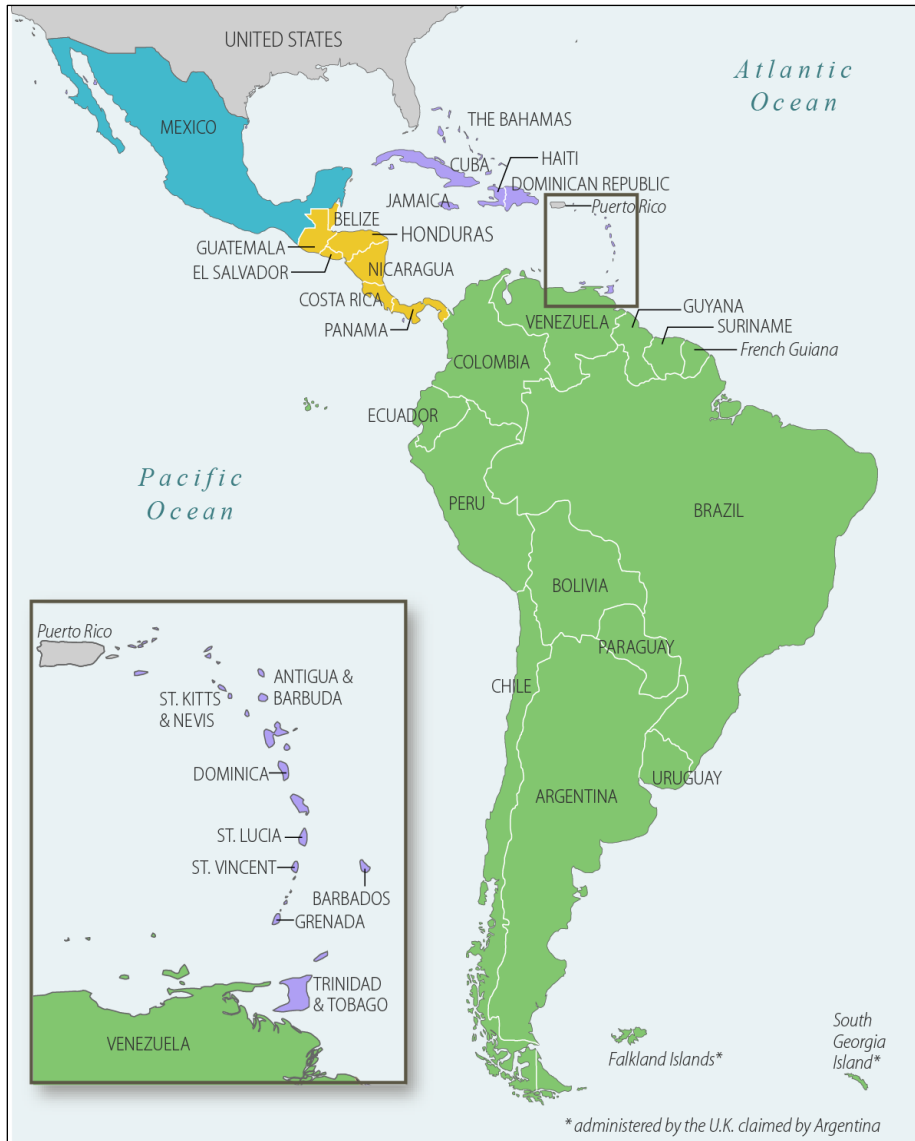 UNITED STATES
Atlantic
Ocean
MEXICO
THE BAHAMAS
CUBA
HAITI
DOMINICAN REPUBLIC
JAMAICA
Puerto Rico
BELIZE
HONDURAS
GUATEMALA
EL SALVADOR
NICARAGUA
COSTA RICA
PANAMA
VENEZUELA
GUYANA
SURINAME
French Guiana
COLOMBIA
ECUADOR
Pacific
Ocean
PERU
BRAZIL
BOLIVIA
PARAGUAY
CHILE
URUGUAY
ARGENTINA
Puerto Rico
ANTIGUA &
BARBUDA
ST. KITTS
& NEVIS
DOMINICA
ST. LUCIA
ST. VINCENT
BARBADOS
GRENADA
TRINIDAD
& TOBAGO
VENEZUELA
Falkland Islands*
South
Georgia
Island*
* administered by the U.K. claimed by Argentina